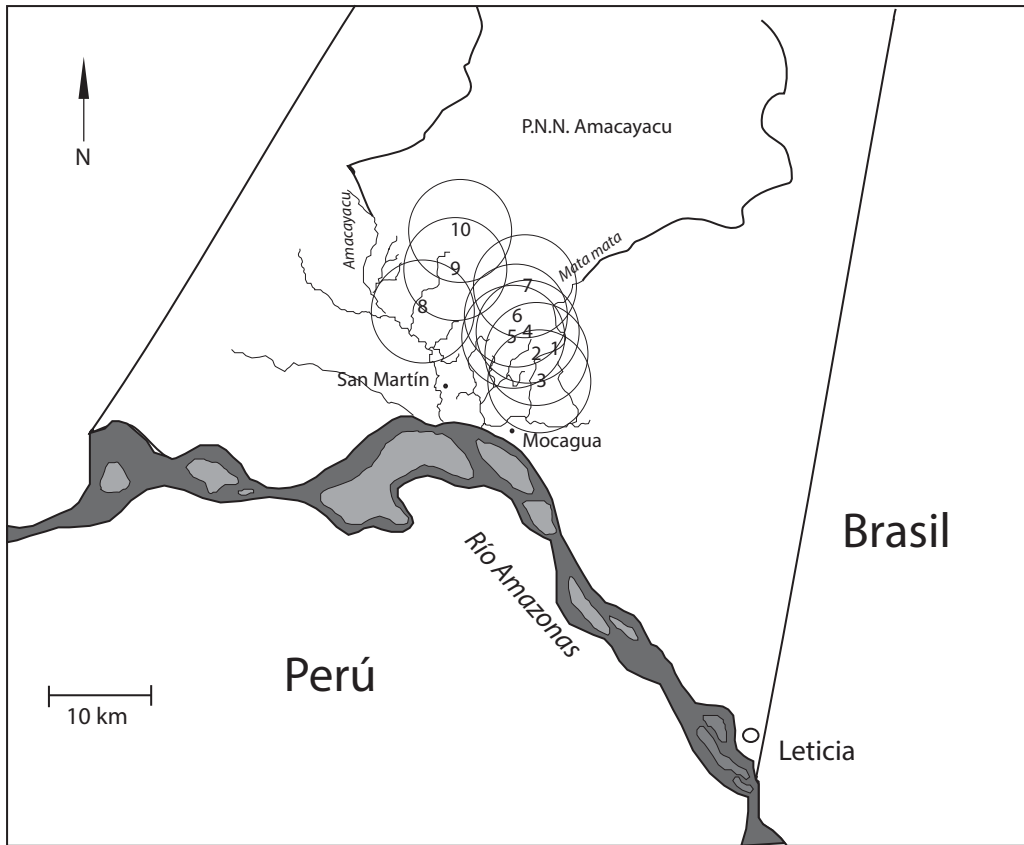 P.N.N. Amacayacu
N
Amacayacu
10
Mata mata
9
7
8
6
4
5
1
2
San Martín
3
Mocagua
Brasil
Río Amazonas
Perú
10 km
Leticia